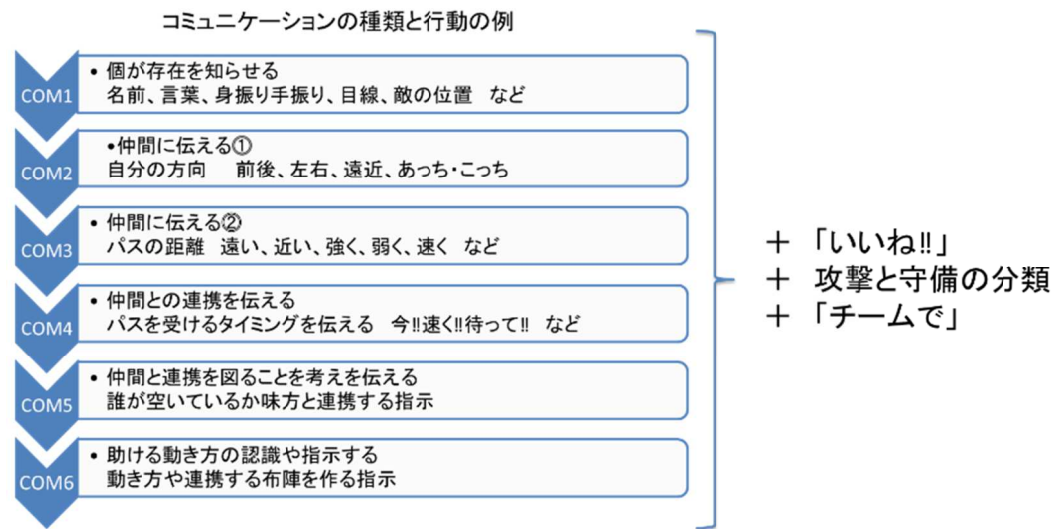 コミュニケーションの種類と行動の例
COM1
• 個が存在を知らせる
名前、言葉、身振り手振り、目線、敵の位置 など
COM2
•仲間に伝える①
自分の方向 前後、左右、遠近、あっち・こっち
COM3
• 仲間に伝える②
パスの距離 遠い、近い、強く、弱く、速く など
COM4
• 仲間との連携を伝える
パスを受けるタイミングを伝える 今‼速く‼待って‼ など
COM5
• 仲間と連携を図ることを考えを伝える
誰が空いているか味方と連携する指示
COM6
• 助ける動き方の認識や指示する
動き方や連携する布陣を作る指示
＋ 「いいね‼」
＋ 攻撃と守備の分類
＋ 「チームで」